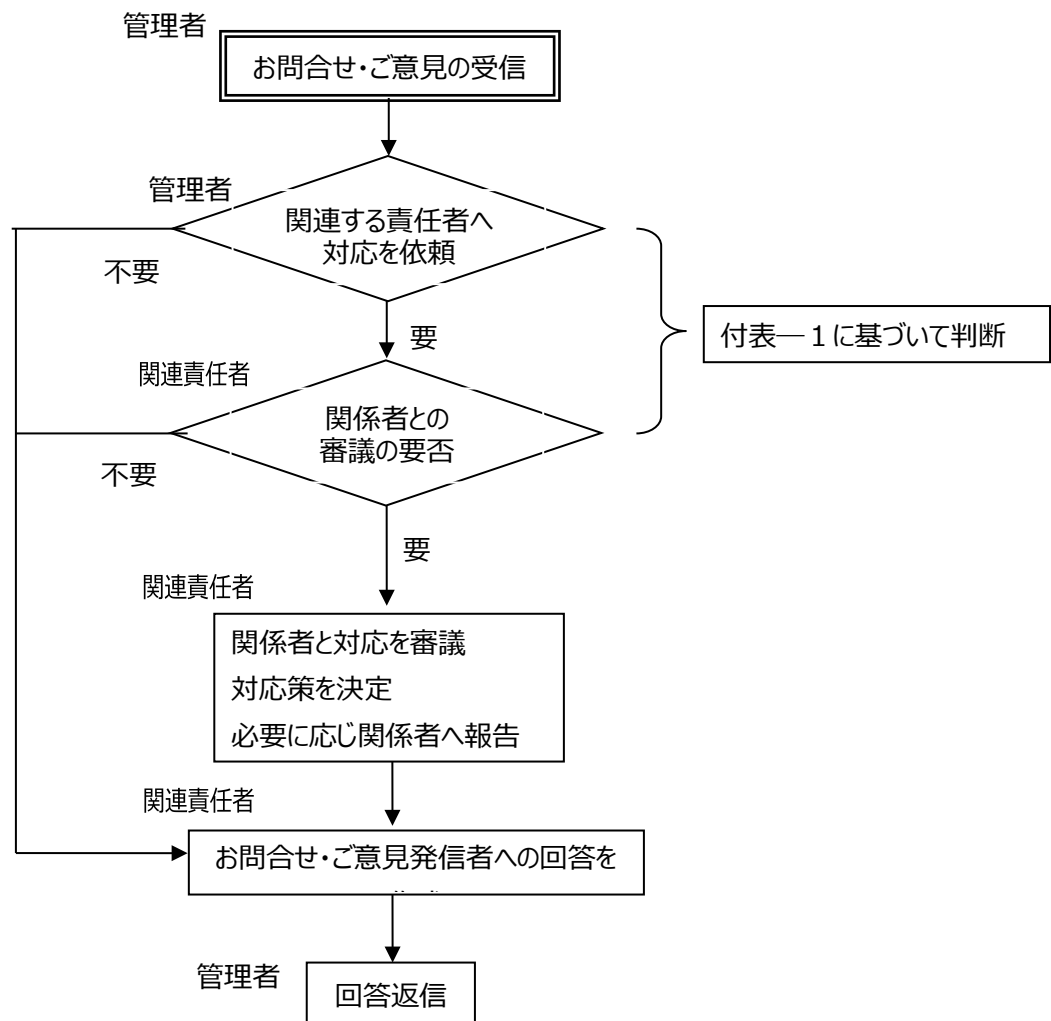 管理者
お問合せ・ご意見の受信
管理者
関連する責任者へ
対応を依頼
不要
要
付表―１に基づいて判断
関連責任者
関係者との
審議の要否
不要
要
関連責任者
関係者と対応を審議
対応策を決定
必要に応じ関係者へ報告
関連責任者
お問合せ・ご意見発信者への回答を
管理者
回答返信